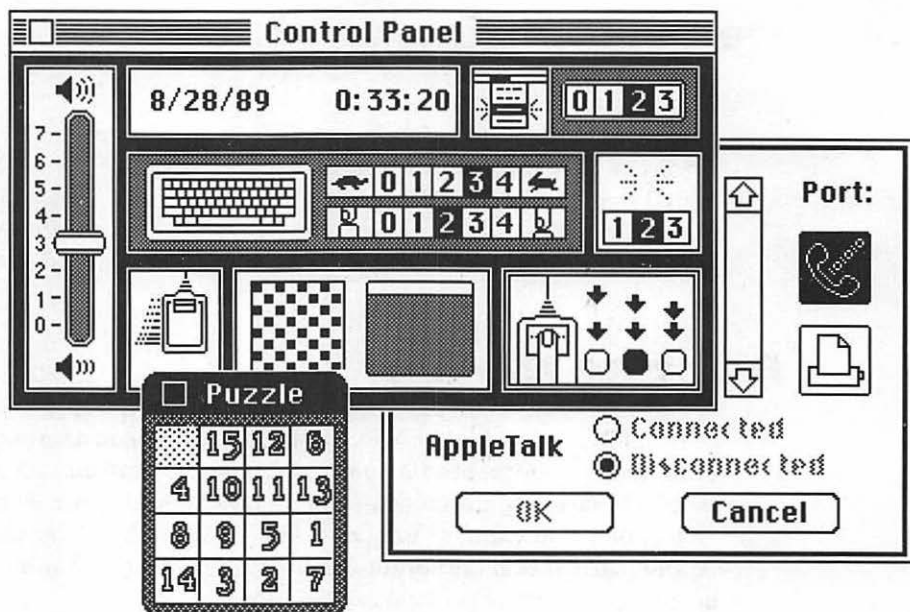 Control Panel
8/28/89 0:33:20
0 1 2 3
7
6
5
4
3
2
1
0
0 1 2 3 4
0 1 2 3 4
1 2 3
Port:
Puzzle
15 12 6
4 10 11 13
8 9 5 1
14 3 2 7
AppleTalk
Connected
Disconnected
OK
Cancel